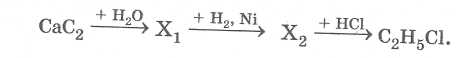 CaC₂ —+ H₂O→ X₁ —+ H₂, Ni→ X₂ —+ HCl→ C₂H₅Cl.